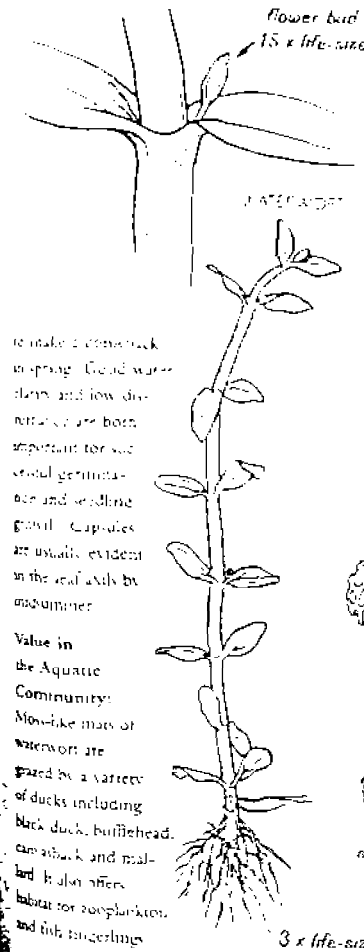 flower bud
15 x life-size
WATERWORT
to make a comeback
in spring. Good water
clarity and low dis-
turbance are both
important for suc-
cessful germina-
tion and seedling
growth. Capsules
are usually evident
in the leaf axils by
midsummer.
Value in
the Aquatic
Community:
Moss-like mats of
waterwort are
grazed by a variety
of ducks including
black duck, bufflehead,
canvasback and mal-
lard. It also offers
habitat for zooplankton
and fish fingerlings
3 x life-size